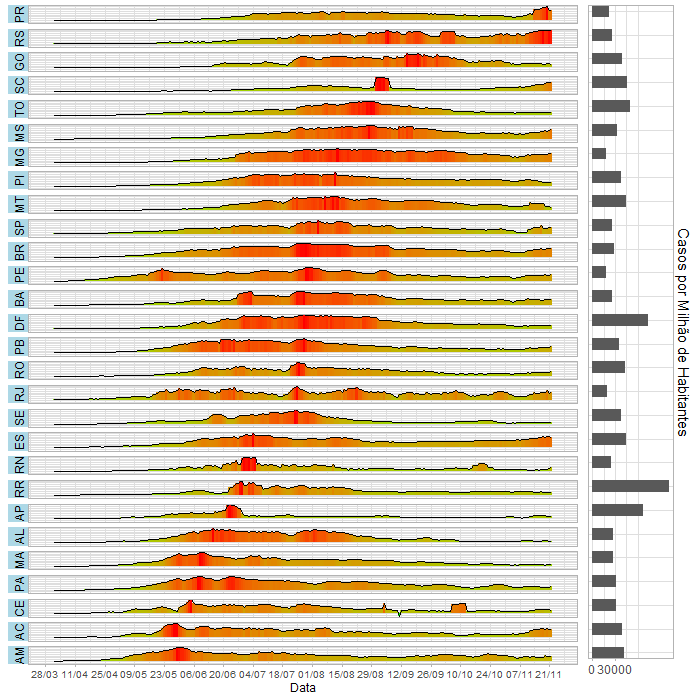 PR
RS
GO
SC
TO
MS
MG
PI
MT
SP
BR
PE
BA
DF
PB
RO
RJ
SE
ES
RN
RR
AP
AL
MA
PA
CE
AC
AM
28/03 11/04 25/04 09/05 23/05 06/06 20/06 04/07 18/07 01/08 15/08 29/08 12/09 26/09 10/10 24/10 07/11 21/11
Data
0 30000
Casos por Milhão de Habitantes